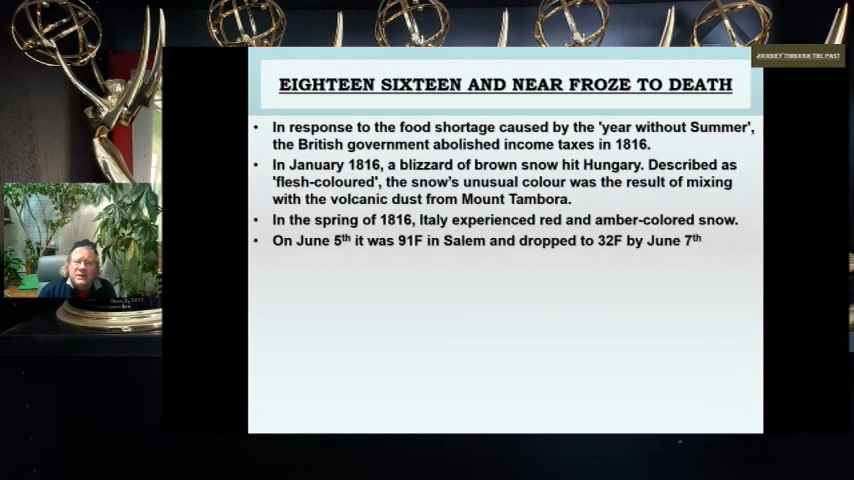 JOURNEY THROUGH THE PAST
EIGHTEEN SIXTEEN AND NEAR FROZE TO DEATH
• In response to the food shortage caused by the 'year without Summer',
the British government abolished income taxes in 1816.
• In January 1816, a blizzard of brown snow hit Hungary. Described as
'flesh-coloured', the snow's unusual colour was the result of mixing
with the volcanic dust from Mount Tambora.
• In the spring of 1816, Italy experienced red and amber-colored snow.
• On June 5th it was 91F in Salem and dropped to 32F by June 7th